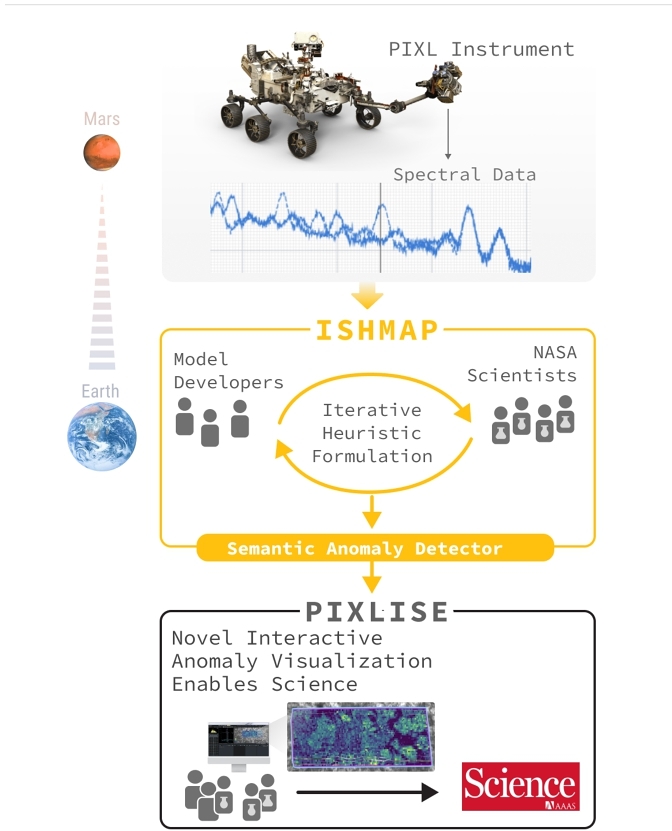 PIXL Instrument
Mars
Spectral Data
ISHMAP
Model
Developers
NASA
Scientists
Earth
Iterative
Heuristic
Formulation
Semantic Anomaly Detector
PIXLISE
Novel Interactive
Anomaly Visualization
Enables Science
Science
AAAS